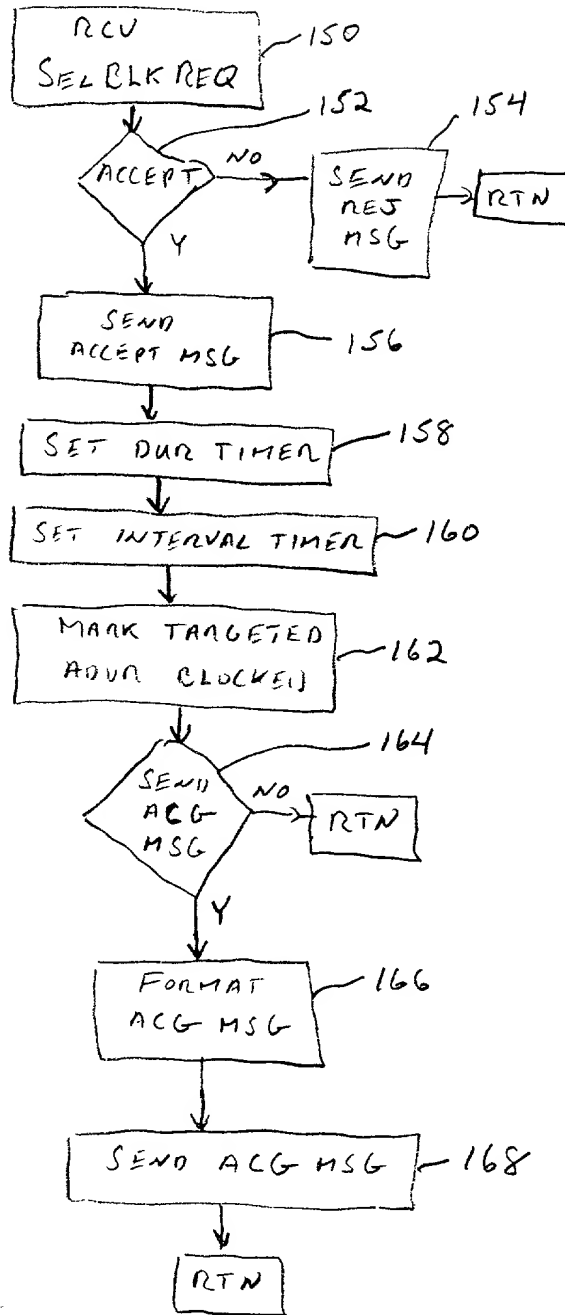 RCV
SEL BLK REQ
150
152
ACCEPT
NO
Y
154
SEND
REJ
MSG
RTN
SEND
ACCEPT MSG
156
SET DUR TIMER
158
SET INTERVAL TIMER
160
MARK TARGETED
BLOCKED
162
164
SEND
ACG
MSG
NO
RTN
Y
FORMAT
ACG MSG
166
SEND ACG MSG
168
RTN